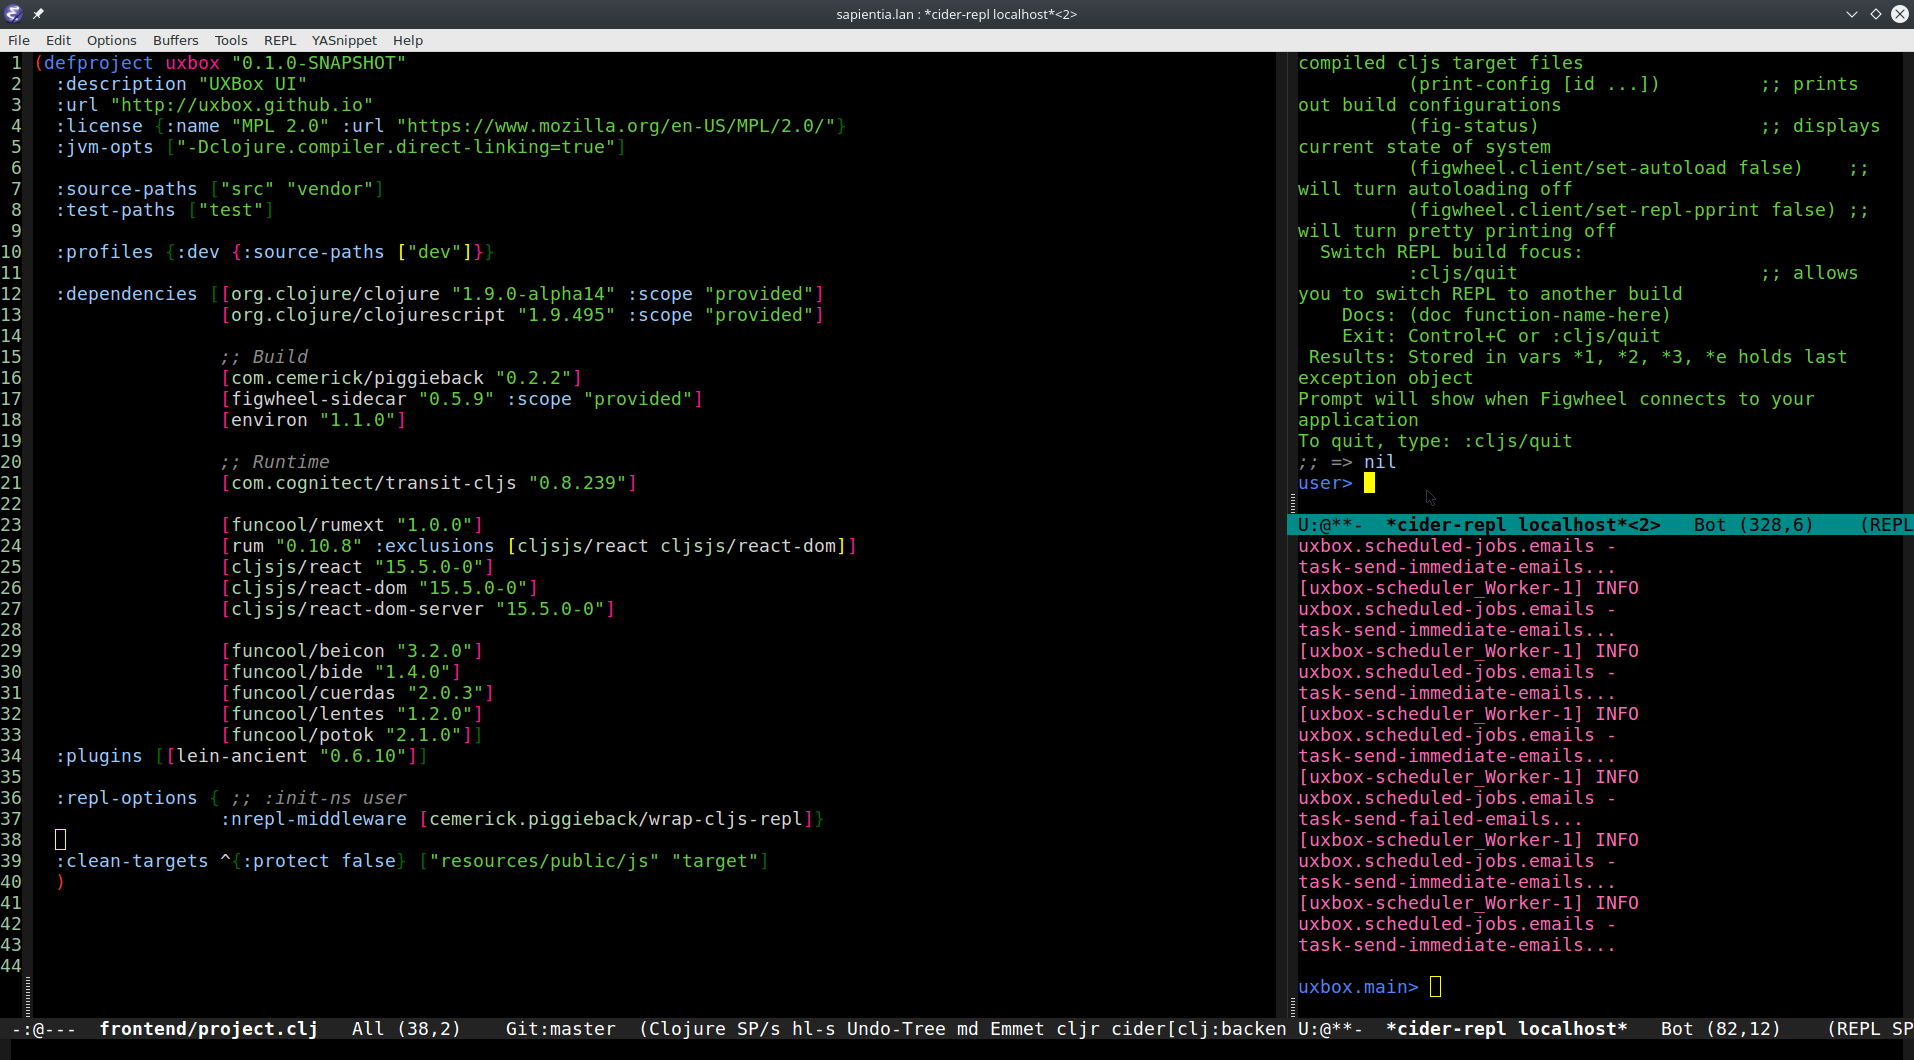 sapientia.lan : *cider-repl localhost*<2>
File Edit Options Buffers Tools REPL YASnippet Help
1 (defproject uxbox "0.1.0-SNAPSHOT"
2   :description "UXBox UI"
3   :url "http://uxbox.github.io"
4   :license {:name "MPL 2.0" :url "https://www.mozilla.org/en-US/MPL/2.0/"}
5   :jvm-opts ["-Dclojure.compiler.direct-linking=true"]
6
7   :source-paths ["src" "vendor"]
8   :test-paths ["test"]
9
10   :profiles {:dev {:source-paths ["dev"]}}
11
12   :dependencies [[org.clojure/clojure "1.9.0-alpha14" :scope "provided"]
13                  [org.clojure/clojurescript "1.9.495" :scope "provided"]
14
15                  ;; Build
16                  [com.cemerick/piggieback "0.2.2"]
17                  [figwheel-sidecar "0.5.9" :scope "provided"]
18                  [environ "1.1.0"]
19
20                  ;; Runtime
21                  [com.cognitect/transit-cljs "0.8.239"]
22
23                  [funcool/rumext "1.0.0"]
24                  [rum "0.10.8" :exclusions [cljsjs/react cljsjs/react-dom]]
25                  [cljsjs/react "15.5.0-0"]
26                  [cljsjs/react-dom "15.5.0-0"]
27                  [cljsjs/react-dom-server "15.5.0-0"]
28
29                  [funcool/beicon "3.2.0"]
30                  [funcool/bide "1.4.0"]
31                  [funcool/cuerdas "2.0.3"]
32                  [funcool/lentes "1.2.0"]
33                  [funcool/potok "2.1.0"]]
34   :plugins [[lein-ancient "0.6.10"]]
35
36   :repl-options { ;; :init-ns user
37                  :nrepl-middleware [cemerick.piggieback/wrap-cljs-repl]}
38
39   :clean-targets ^{:protect false} ["resources/public/js" "target"]
40   )
41
42
43
44
-:@---  frontend/project.clj   All (38,2)    Git:master  (Clojure SP/s hl-s Undo-Tree md Emmet cljr cider[clj:backen
compiled cljs target files
          (print-config [id ...])         ;; prints
out build configurations
          (fig-status)                    ;; displays
current state of system
          (figwheel.client/set-autoload false)    ;;
will turn autoloading off
          (figwheel.client/set-repl-pprint false) ;;
will turn pretty printing off
  Switch REPL build focus:
          :cljs/quit                      ;; allows
you to switch REPL to another build
    Docs: (doc function-name-here)
    Exit: Control+C or :cljs/quit
 Results: Stored in vars *1, *2, *3, *e holds last
exception object
Prompt will show when Figwheel connects to your
application
To quit, type: :cljs/quit
;; => nil
user>
U:@**-  *cider-repl localhost*<2>   Bot (328,6)    (REPL
uxbox.scheduled-jobs.emails -
task-send-immediate-emails...
[uxbox-scheduler_Worker-1] INFO
uxbox.scheduled-jobs.emails -
task-send-immediate-emails...
[uxbox-scheduler_Worker-1] INFO
uxbox.scheduled-jobs.emails -
task-send-immediate-emails...
[uxbox-scheduler_Worker-1] INFO
uxbox.scheduled-jobs.emails -
task-send-immediate-emails...
[uxbox-scheduler_Worker-1] INFO
uxbox.scheduled-jobs.emails -
task-send-failed-emails...
[uxbox-scheduler_Worker-1] INFO
uxbox.scheduled-jobs.emails -
task-send-immediate-emails...
[uxbox-scheduler_Worker-1] INFO
uxbox.scheduled-jobs.emails -
task-send-immediate-emails...
uxbox.main>
U:@**-  *cider-repl localhost*   Bot (82,12)    (REPL SP